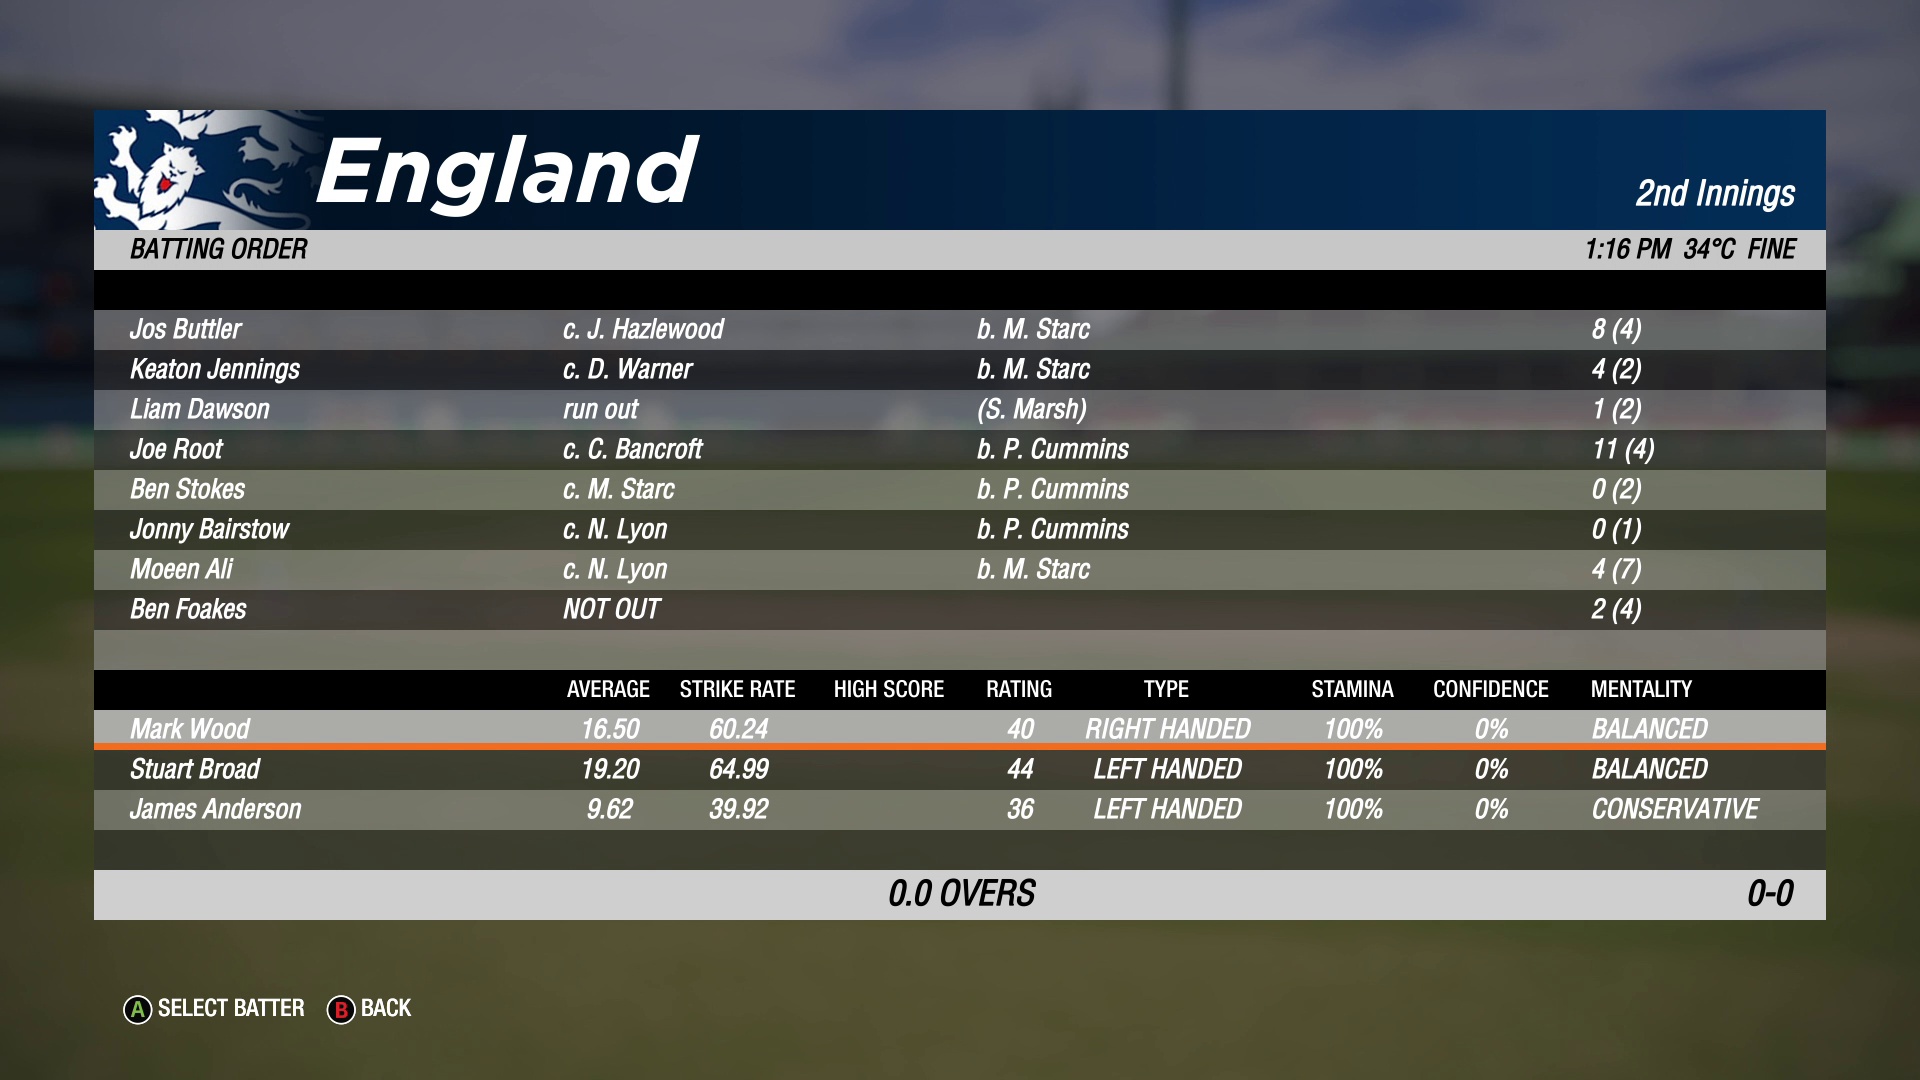 England
2nd Innings
BATTING ORDER 1:16 PM 34°C FINE
Jos Buttler c. J. Hazlewood b. M. Starc 8 (4)
Keaton Jennings c. D. Warner b. M. Starc 4 (2)
Liam Dawson run out (S. Marsh) 1 (2)
Joe Root c. C. Bancroft b. P. Cummins 11 (4)
Ben Stokes c. M. Starc b. P. Cummins 0 (2)
Jonny Bairstow c. N. Lyon b. P. Cummins 0 (1)
Moeen Ali c. N. Lyon b. M. Starc 4 (7)
Ben Foakes NOT OUT 2 (4)
AVERAGE STRIKE RATE HIGH SCORE RATING TYPE STAMINA CONFIDENCE MENTALITY
Mark Wood 16.50 60.24 40 RIGHT HANDED 100% 0% BALANCED
Stuart Broad 19.20 64.99 44 LEFT HANDED 100% 0% BALANCED
James Anderson 9.62 39.92 36 LEFT HANDED 100% 0% CONSERVATIVE
0.0 OVERS 0-0
A SELECT BATTER B BACK